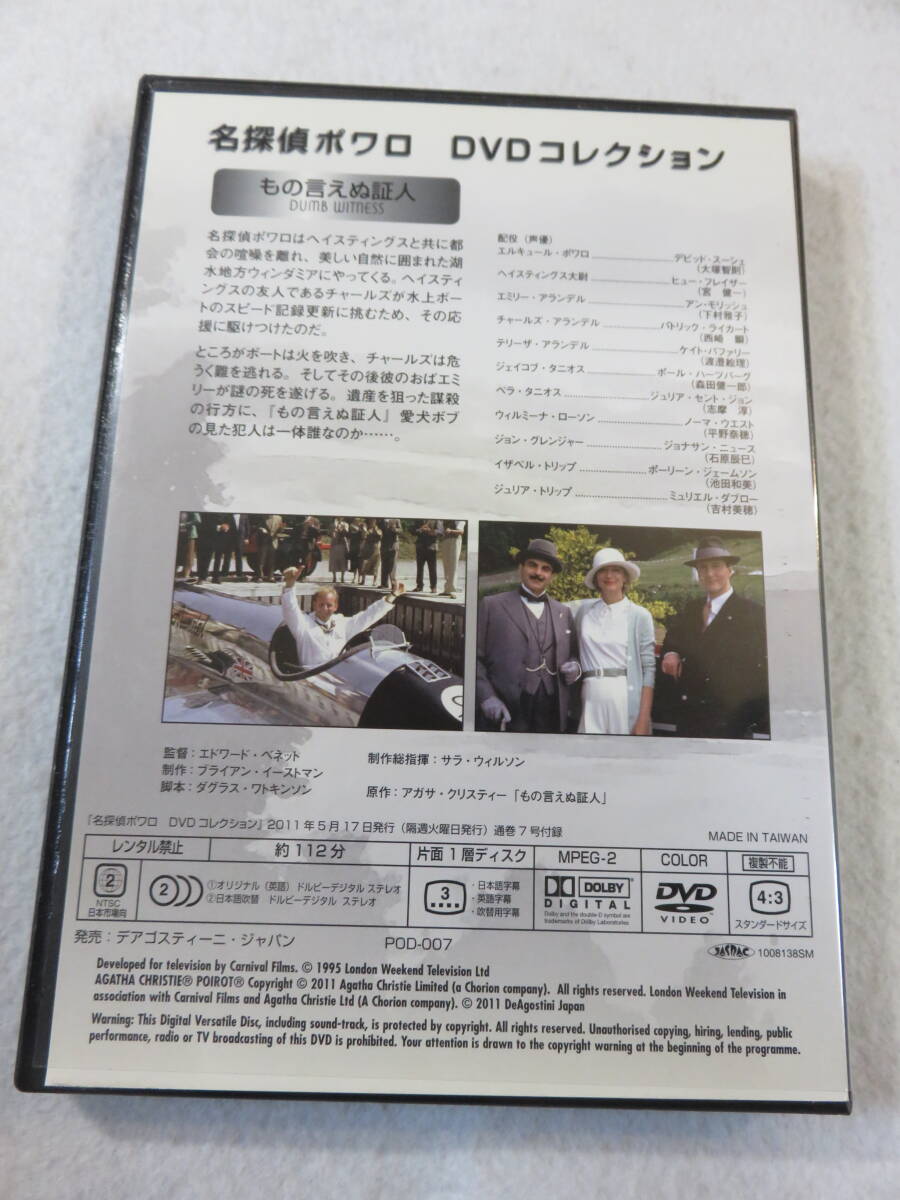 名探偵ポワロ DVDコレクション
もの言えぬ証人
DUMB WITNESS
名探偵ポワロはヘイスティングスと共に都
会の喧噪を離れ、美しい自然に囲まれた湖
水地方ウィンダミアにやってくる。ヘイスティ
ングスの友人であるチャールズが水上ボー
トのスピード記録更新に挑むため、その応
援に駆けつけたのだ。
ところがボートは火を吹き、チャールズは危
うく難を逃れる。そしてその後彼のおばエミ
リーが謎の死を遂げる。遺産を狙った謀殺
の行方に、『もの言えぬ証人』愛犬ボブ
の見た犯人は一体誰なのか……。
配役（声優）
エルキュール・ポワロ デビッド・スーシェ
（大塚智則）
ヘイスティングス大尉 ヒュー・フレイザー
（宮 健一）
エミリー・アランデル アン・モリッシュ
（下村雅子）
チャールズ・アランデル パトリック・ライカート
（西崎 顕）
テリーザ・アランデル ケイト・バファリー
（渡澄絵理）
ジェイコブ・タニオス ポール・ハーツバーグ
（森田健一郎）
ベラ・タニオス ジュリア・セント・ジョン
（志摩 淳）
ウィルミーナ・ローソン ノーマ・ウエスト
（平野奈穂）
ジョン・グレンジャー ジョナサン・ニュース
（石原辰巳）
イザベル・トリップ ポーリーン・ジェームソン
（池田和美）
ジュリア・トリップ ミュリエル・ダブロー
（吉村美穂）
監督：エドワード・ベネット
制作：ブライアン・イーストマン
脚本：ダグラス・ワトキンソン
制作総指揮：サラ・ウィルソン
原作：アガサ・クリスティー「もの言えぬ証人」
『名探偵ポワロ DVDコレクション』2011年5月17日発行（隔週火曜日発行）通巻7号付録
MADE IN TAIWAN
レンタル禁止 約112分 片面1層ディスク MPEG-2 COLOR 複製不能
2
NTSC
日本市場向
2
①オリジナル（英語） ドルビーデジタル ステレオ
②日本語吹替 ドルビーデジタル ステレオ
3
・日本語字幕
・英語字幕
・吹替用字幕
DOLBY
DIGITAL
Dolby and the double-D symbol are
trademarks of Dolby Laboratories
DVD
VIDEO
4:3
スタンダードサイズ
発売：デアゴスティーニ・ジャパン
POD-007
JASRAC 1008138SM
Developed for television by Carnival Films. © 1995 London Weekend Television Ltd
AGATHA CHRISTIE® POIROT® Copyright © 2011 Agatha Christie Limited (a Chorion company). All rights reserved. London Weekend Television in
association with Carnival Films and Agatha Christie Ltd (A Chorion company). © 2011 DeAgostini Japan
Warning: This Digital Versatile Disc, including sound-track, is protected by copyright. All rights reserved. Unauthorised copying, hiring, lending, public
performance, radio or TV broadcasting of this DVD is prohibited. Your attention is drawn to the copyright warning at the beginning of the programme.